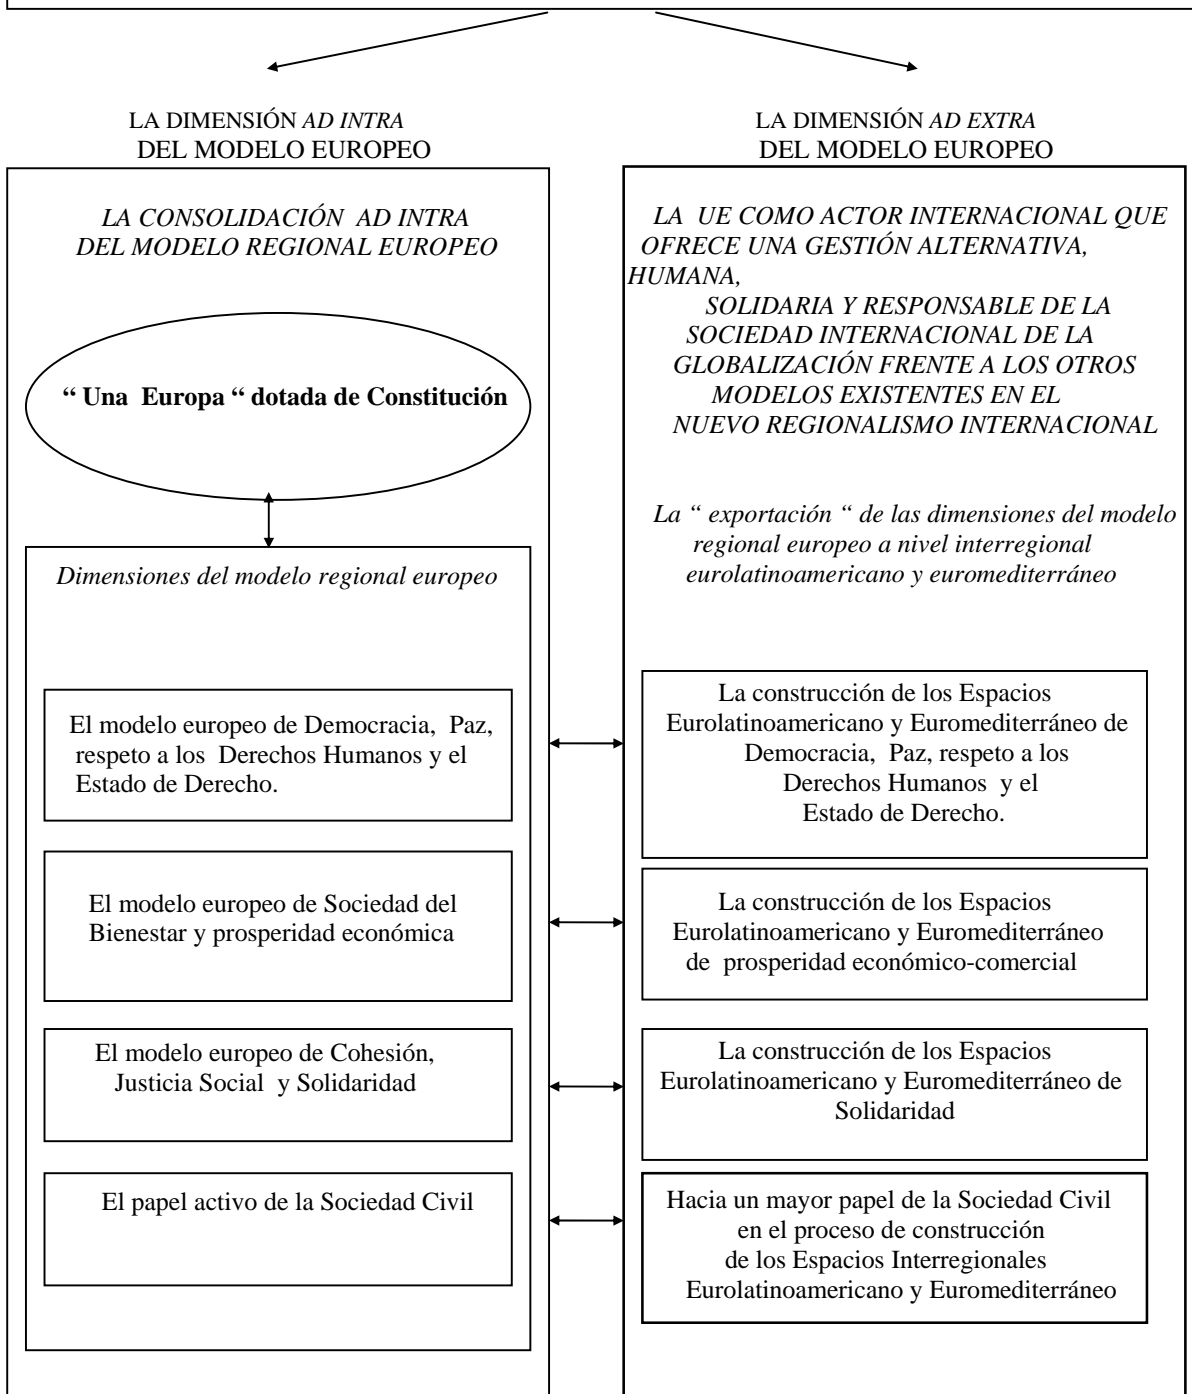 LA DIMENSIÓN AD INTRA
DEL MODELO EUROPEO
LA CONSOLIDACIÓN AD INTRA
DEL MODELO REGIONAL EUROPEO
“ Una Europa “ dotada de Constitución
Dimensiones del modelo regional europeo
El modelo europeo de Democracia, Paz,
respeto a los Derechos Humanos y el
Estado de Derecho.
El modelo europeo de Sociedad del
Bienestar y prosperidad económica
El modelo europeo de Cohesión,
Justicia Social y Solidaridad
El papel activo de la Sociedad Civil
LA DIMENSIÓN AD EXTRA
DEL MODELO EUROPEO
LA UE COMO ACTOR INTERNACIONAL QUE
OFRECE UNA GESTIÓN ALTERNATIVA,
HUMANA,
SOLIDARIA Y RESPONSABLE DE LA
SOCIEDAD INTERNACIONAL DE LA
GLOBALIZACIÓN FRENTE A LOS OTROS
MODELOS EXISTENTES EN EL
NUEVO REGIONALISMO INTERNACIONAL
La “ exportación “ de las dimensiones del modelo
regional europeo a nivel interregional
eurolatinoamericano y euromediterráneo
La construcción de los Espacios
Eurolatinoamericano y Euromediterráneo de
Democracia, Paz, respeto a los
Derechos Humanos y el
Estado de Derecho.
La construcción de los Espacios
Eurolatinoamericano y Euromediterráneo
de prosperidad económico-comercial
La construcción de los Espacios
Eurolatinoamericano y Euromediterráneo de
Solidaridad
Hacia un mayor papel de la Sociedad Civil
en el proceso de construcción
de los Espacios Interregionales
Eurolatinoamericano y Euromediterráneo